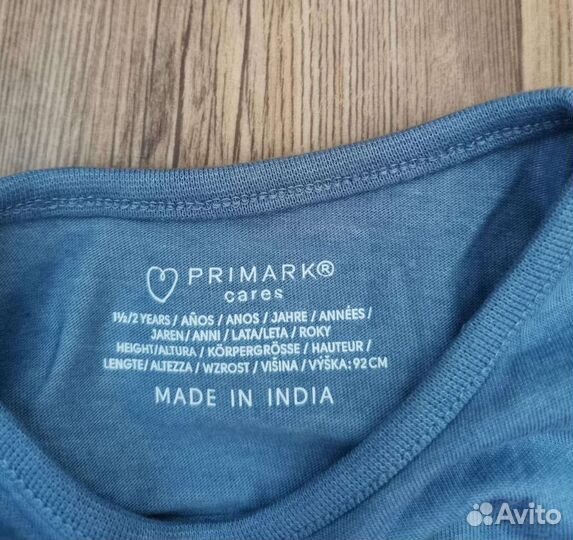 PRIMARK®
cares
1½/2 YEARS / AÑOS / ANOS / JAHRE / ANNÉES /
JAREN / ANNI / LATA/LETA / ROKY
HEIGHT/ALTURA / KÖRPERGRÖSSE / HAUTEUR /
LENGTE/ALTEZZA / WZROST / VIŠINA / VÝŠKA: 92 CM
MADE IN INDIA
Avito